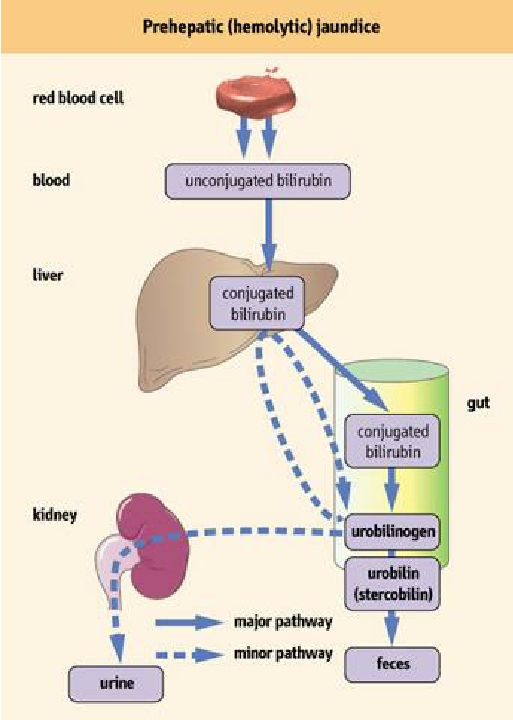 Prehepatic (hemolytic) jaundice
red blood cell
blood
unconjugated bilirubin
liver
conjugated
bilirubin
gut
conjugated
bilirubin
kidney
urobilinogen
urobilin
(stercobilin)
major pathway
minor pathway
feces
urine